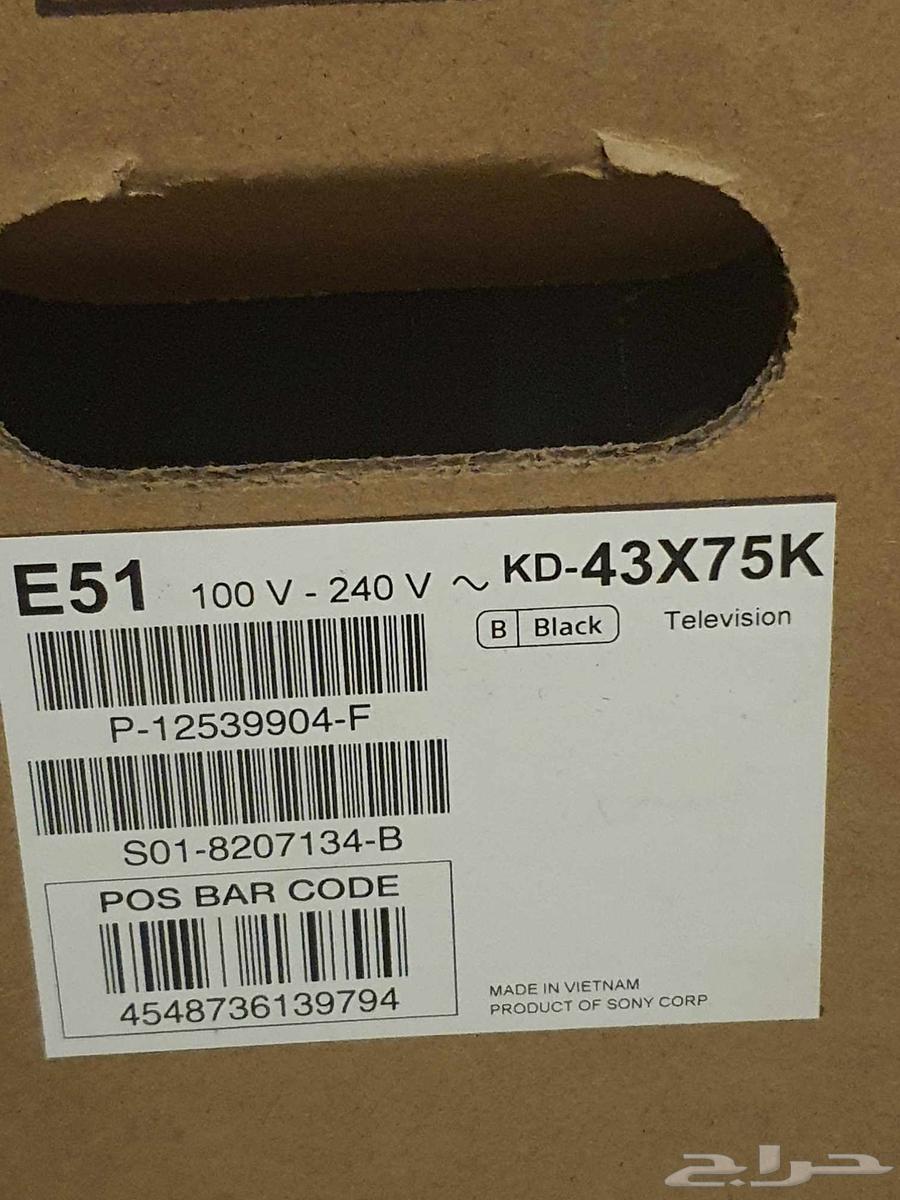 E51 100 V - 240 V ~ KD-43X75K
B Black Television
P-12539904-F
S01-8207134-B
POS BAR CODE
4548736139794
MADE IN VIETNAM
PRODUCT OF SONY CORP
حراج